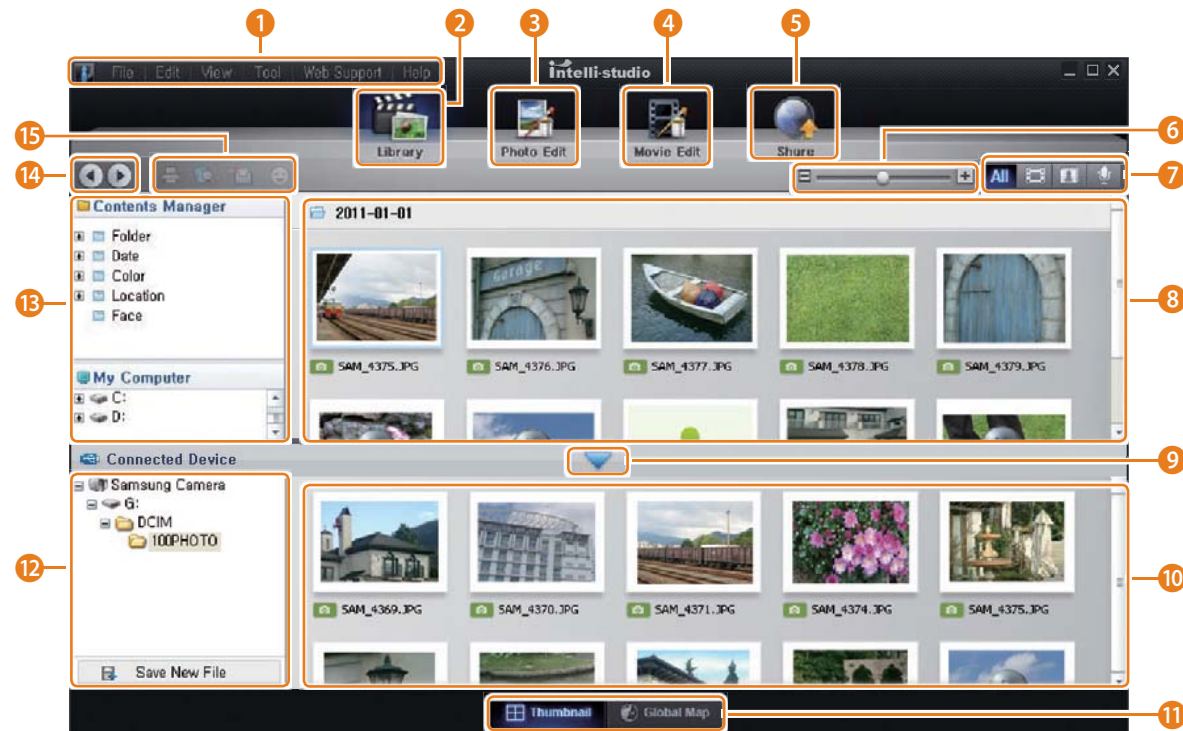 1 2 3 4 5
File Edit View Tool Web Support Help
intelli-studio
Library Photo Edit Movie Edit Share
15 6
14 All 7
Contents Manager
Folder
Date
Color
Location
Face
13
My Computer
C:
D:
2011-01-01
Garage
SAM_4375.JPG SAM_4376.JPG SAM_4377.JPG SAM_4378.JPG SAM_4379.JPG
8
Connected Device
9
Samsung Camera
G:
DCIM
100PHOTO
12
Save New File
SAM_4369.JPG SAM_4370.JPG SAM_4371.JPG SAM_4374.JPG SAM_4375.JPG
10
Thumbnail Global Map
11